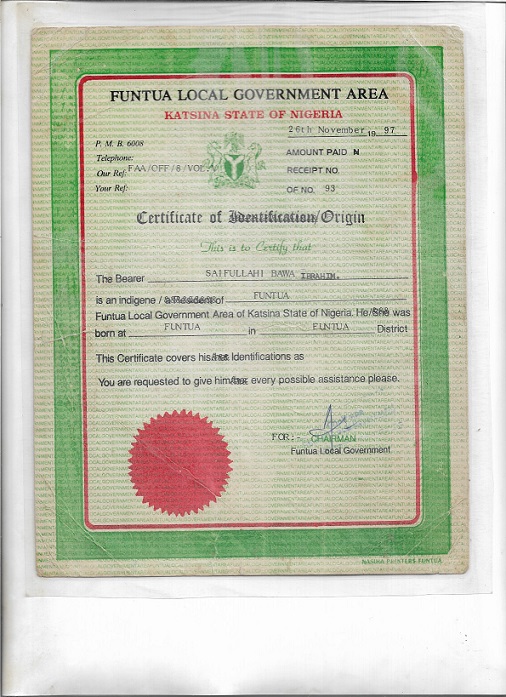 FUNTUA LOCAL GOVERNMENT AREA
KATSINA STATE OF NIGERIA
26th November 19 97
P. M. B. 6008
Telephone:
Our Ref: FAA/OFF/8/VOL.
Your Ref:
AMOUNT PAID N
RECEIPT NO
OF NO. 93
Certificate of Identification/Origin
This is to Certify that
The Bearer SAIFULLAHI BAWA IBRAHIM.
is an indigene / a Resident of FUNTUA
Funtua Local Government Area of Katsina State of Nigeria. He/She was
born at FUNTUA in FUNTUA District
This Certificate covers his/her Identifications as
You are requested to give him/her every possible assistance please.
FOR:- CHAIRMAN
Funtua Local Government
PRINTERS FUNTUA